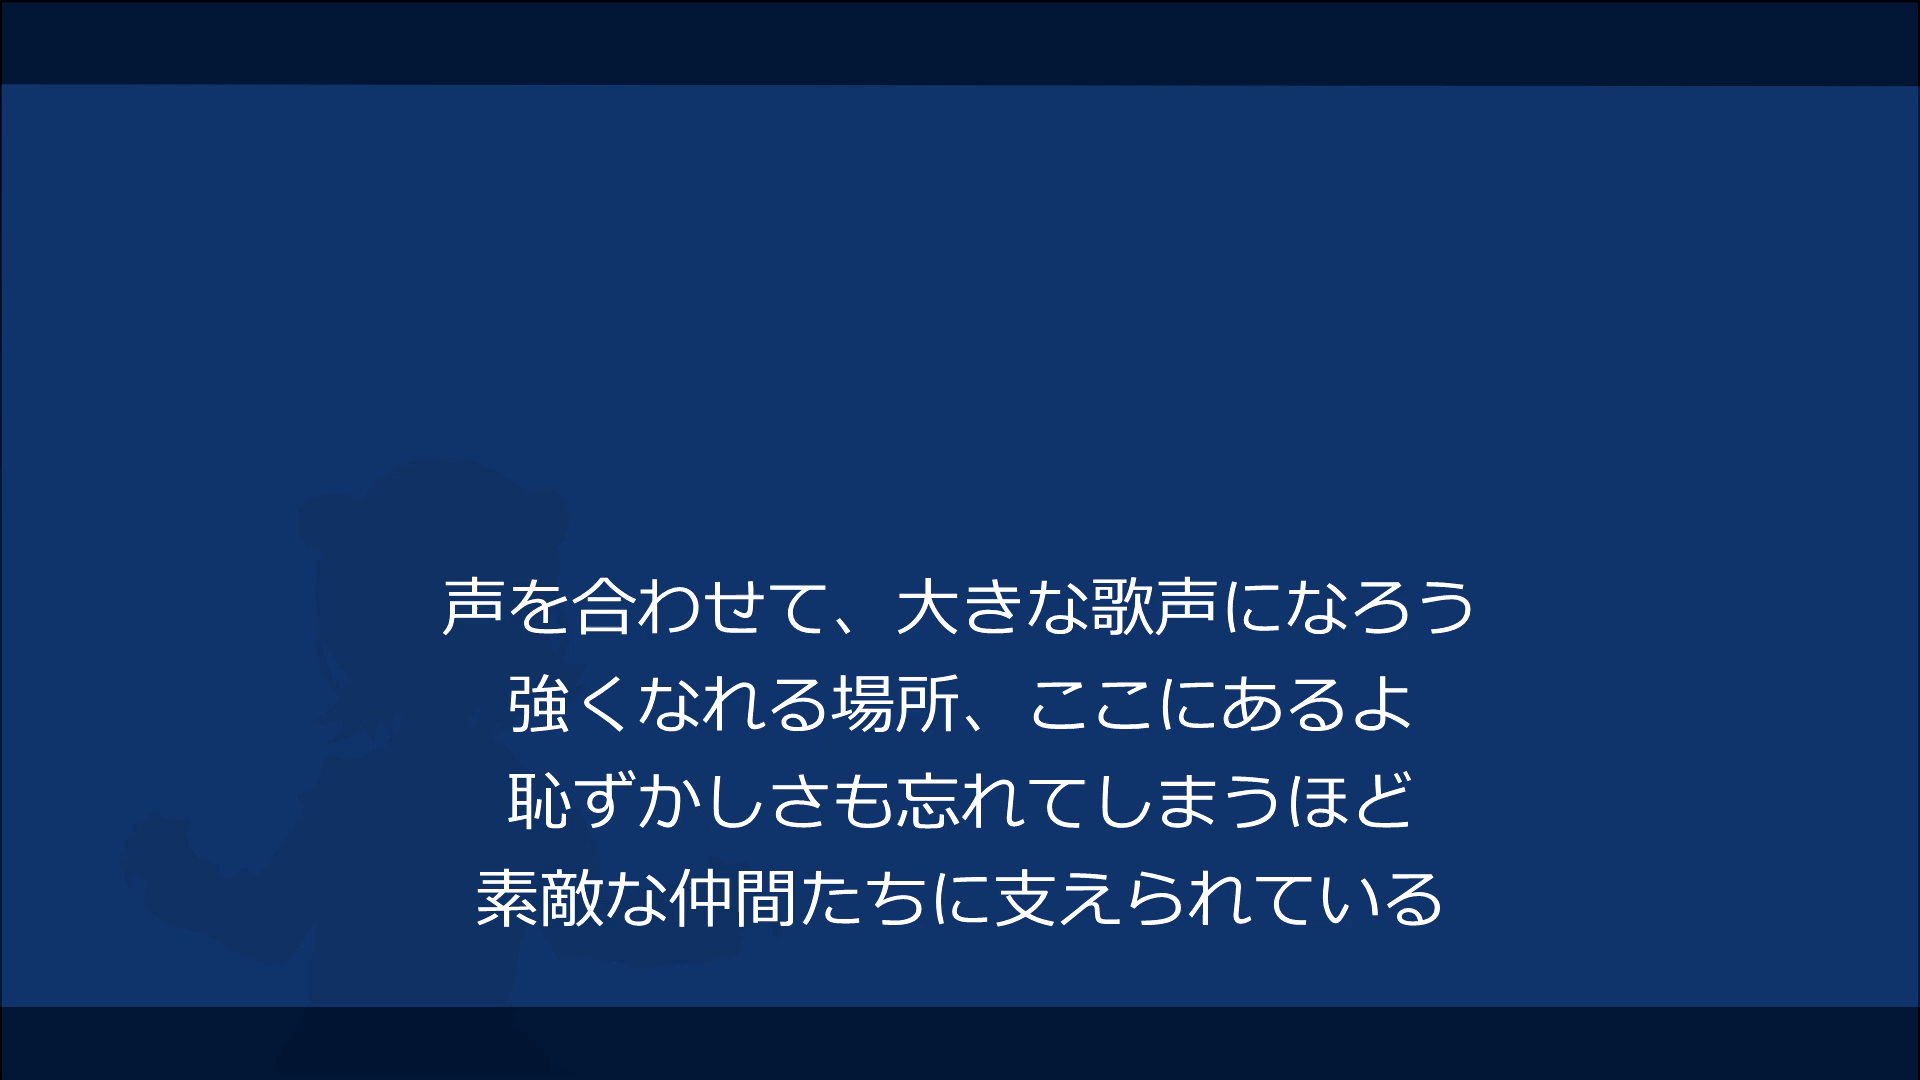 声を合わせて、大きな歌声になろう
強くなれる場所、ここにあるよ
恥ずかしさも忘れてしまうほど
素敵な仲間たちに支えられている